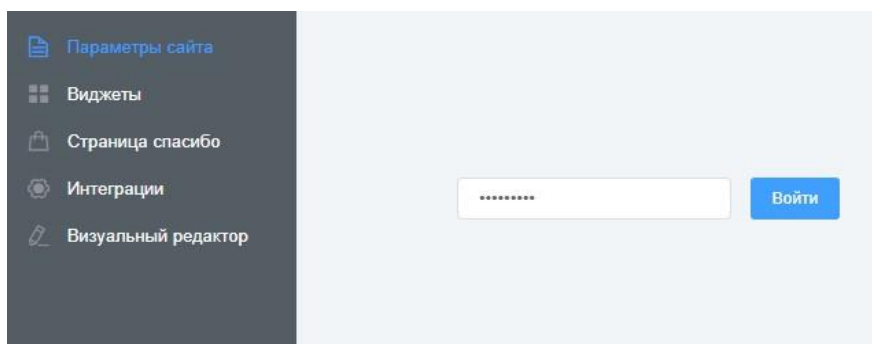 Параметры сайта
Виджеты
Страница спасибо
Интеграции
Визуальный редактор
•••••••••
Войти